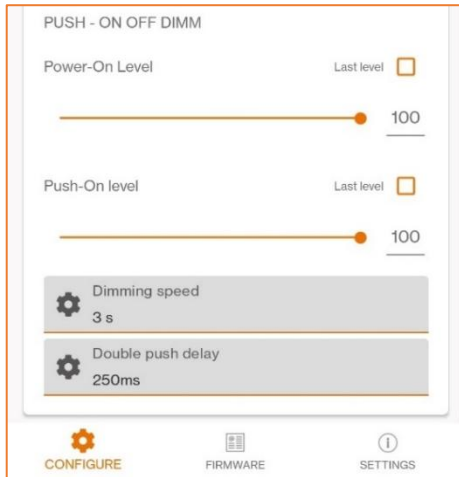 PUSH - ON OFF DIMM
Power-On Level Last level
100
Push-On level Last level
100
Dimming speed
3 s
Double push delay
250ms
CONFIGURE FIRMWARE SETTINGS